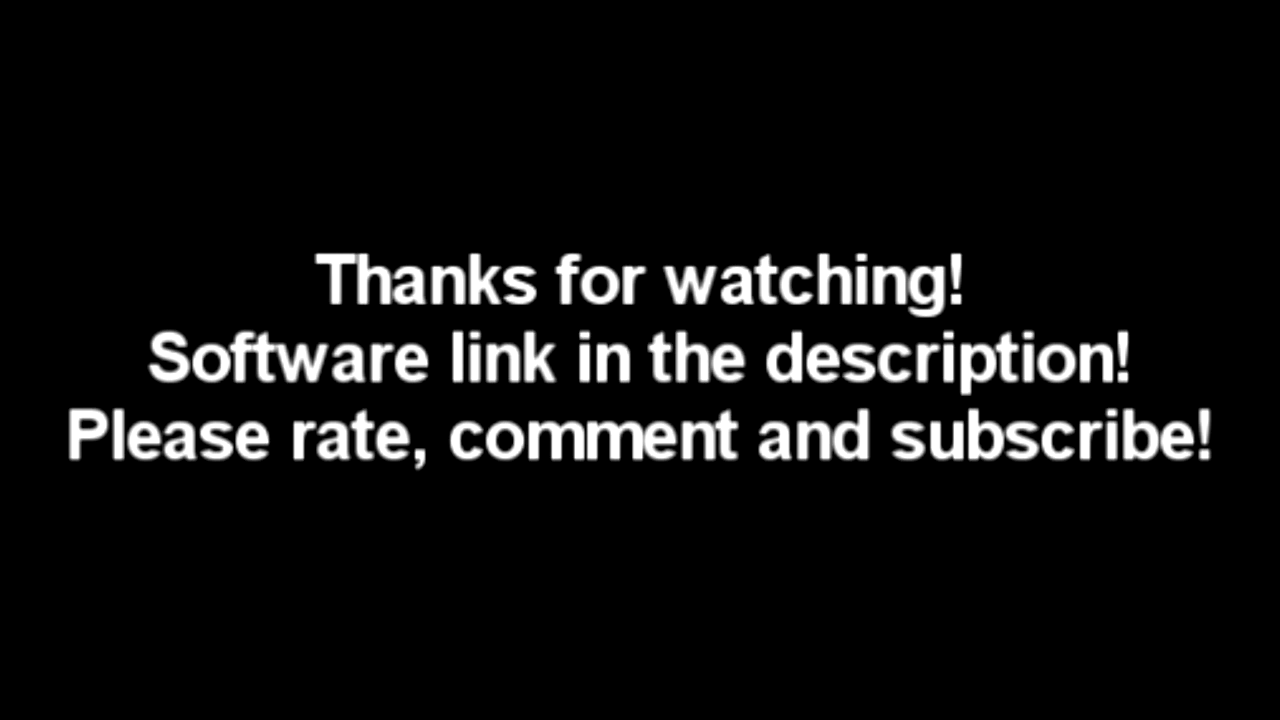 Thanks for watching!
Software link in the description!
Please rate, comment and subscribe!